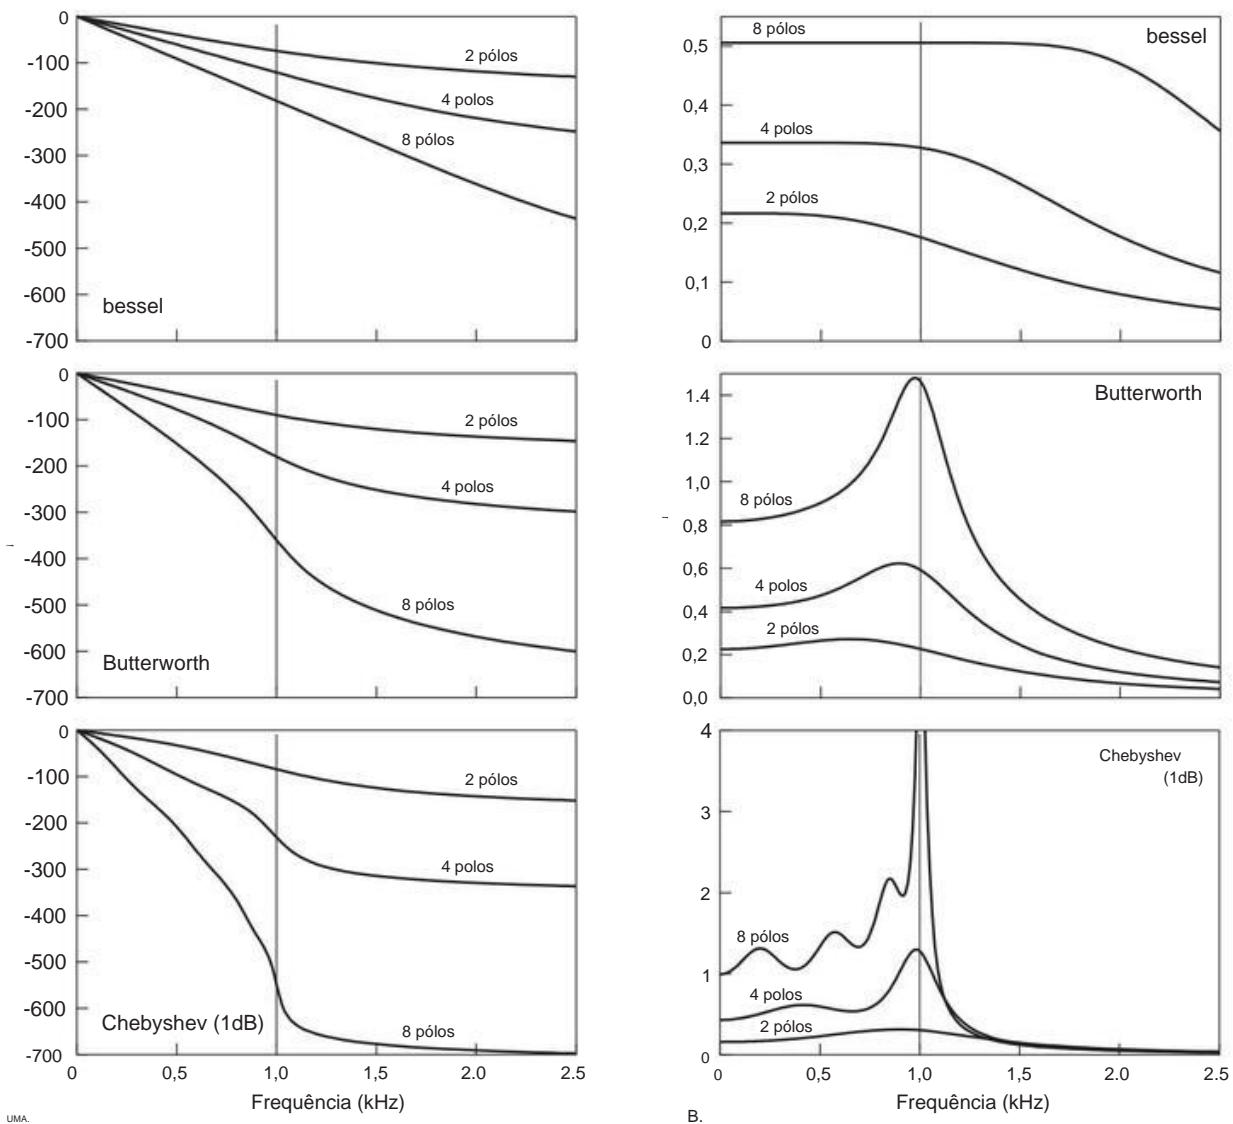 0
-100
-200
-300
-400
-500
-600
-700
2 pólos
4 polos
8 pólos
bessel
0
-100
-200
-300
-400
-500
-600
-700
2 pólos
4 polos
8 pólos
Butterworth
0
-100
-200
-300
-400
-500
-600
-700
2 pólos
4 polos
8 pólos
Chebyshev (1dB)
0 0,5 1,0 1,5 2.0 2.5
Frequência (kHz)
UMA.
0,5
0,4
0,3
0,2
0,1
0
8 pólos
4 polos
2 pólos
bessel
1.4
1.2
1,0
0,8
0,6
0,4
0,2
0,0
8 pólos
4 polos
2 pólos
Butterworth
4
3
2
1
0
8 pólos
4 polos
2 pólos
Chebyshev
(1dB)
0 0,5 1,0 1,5 2.0 2.5
Frequência (kHz)
B.